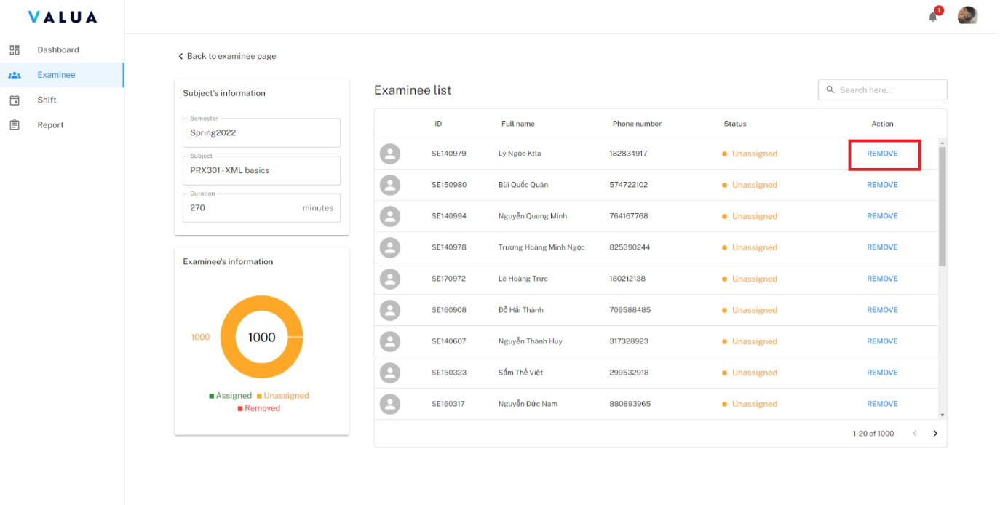 VALUA
1
Dashboard
Examinee
Shift
Report
Back to examinee page
Subject's information
Semester
Spring2022
Subject
PRX301 - XML basics
Duration
270 minutes
Examinee's information
1000 1000
Assigned Unassigned
Removed
Examinee list
Search here...
ID Full name Phone number Status Action
SE140979 Lý Ngọc Ktla 182834917 Unassigned REMOVE
SE150980 Bùi Quốc Quân 574722102 Unassigned REMOVE
SE140994 Nguyễn Quang Minh 764167768 Unassigned REMOVE
SE140978 Trương Hoàng Minh Ngọc 825390244 Unassigned REMOVE
SE170972 Lê Hoàng Trực 180212138 Unassigned REMOVE
SE160908 Đỗ Hải Thành 709588485 Unassigned REMOVE
SE140607 Nguyễn Thành Huy 317328923 Unassigned REMOVE
SE150323 Sầm Thế Việt 299532918 Unassigned REMOVE
SE160317 Nguyễn Đức Nam 880893965 Unassigned REMOVE
1-20 of 1000